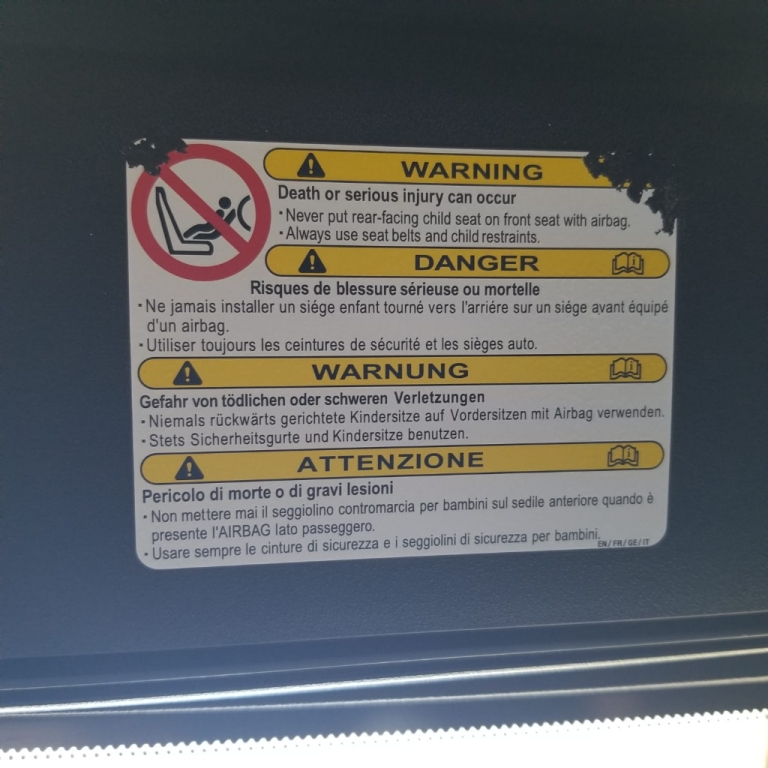 WARNING
Death or serious injury can occur
• Never put rear-facing child seat on front seat with airbag.
• Always use seat belts and child restraints.
DANGER
Risques de blessure sérieuse ou mortelle
• Ne jamais installer un siége enfant tourné vers l'arriére sur un siége avant équipé
d'un airbag.
• Utiliser toujours les ceintures de sécurité et les sièges auto.
WARNUNG
Gefahr von tödlichen oder schweren Verletzungen
• Niemals rückwärts gerichtete Kindersitze auf Vordersitzen mit Airbag verwenden.
• Stets Sicherheitsgurte und Kindersitze benutzen.
ATTENZIONE
Pericolo di morte o di gravi lesioni
• Non mettere mai il seggiolino contromarcia per bambini sul sedile anteriore quando è
presente l'AIRBAG lato passeggero.
• Usare sempre le cinture di sicurezza e i seggiolini di sicurezza per bambini.
EN/FR/GE/IT